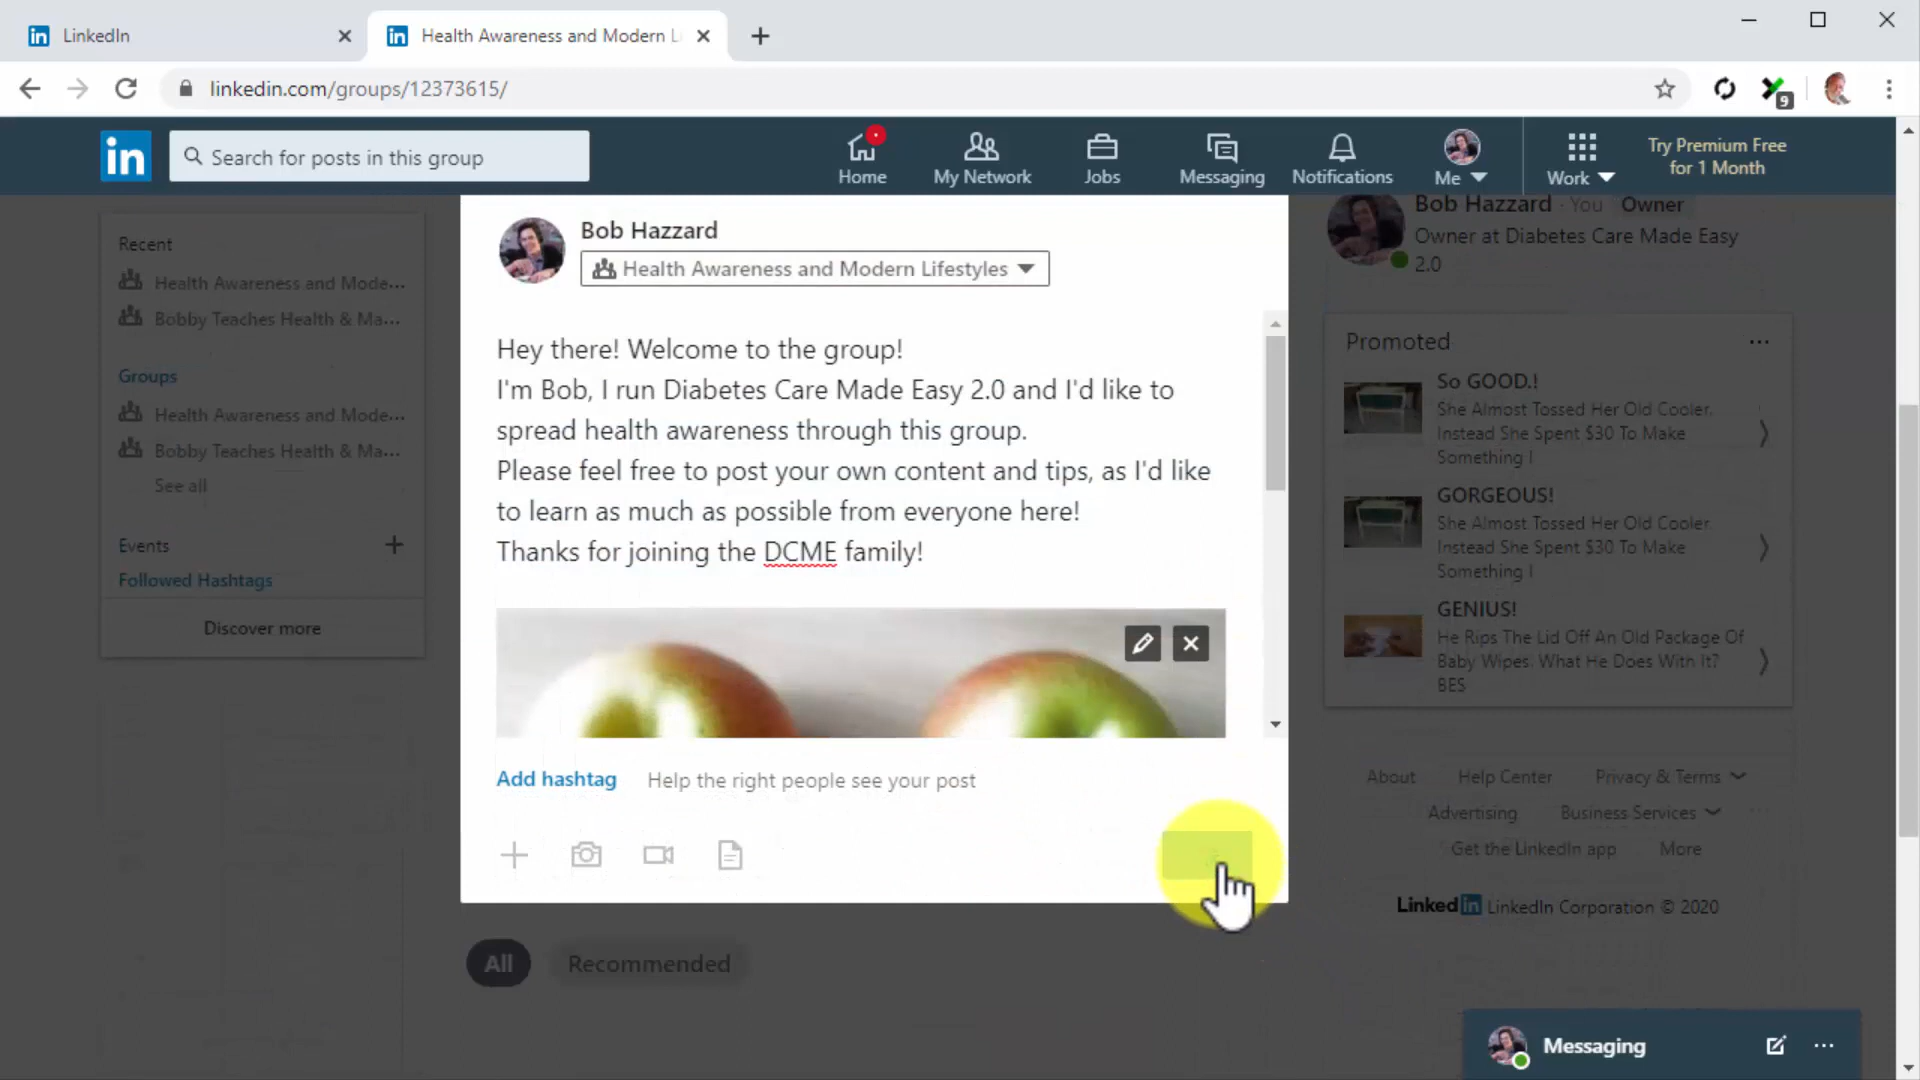 LinkedIn
Health Awareness and Modern L
linkedin.com/groups/12373615/
9
in
Search for posts in this group
Home
My Network
Jobs
Messaging
Notifications
Me
Work
Try Premium Free
for 1 Month
Recent
Health Awareness and Mode...
Bobby Teaches Health & Ma...
Groups
Health Awareness and Mode...
Bobby Teaches Health & Ma...
See all
Events
Followed Hashtags
Discover more
Bob Hazzard
Health Awareness and Modern Lifestyles
Hey there! Welcome to the group!
I'm Bob, I run Diabetes Care Made Easy 2.0 and I'd like to
spread health awareness through this group.
Please feel free to post your own content and tips, as I'd like
to learn as much as possible from everyone here!
Thanks for joining the DCME family!
Add hashtag Help the right people see your post
All Recommended
Bob Hazzard · You Owner
Owner at Diabetes Care Made Easy
2.0
Promoted
So GOOD.!
She Almost Tossed Her Old Cooler.
Instead She Spent $30 To Make
Something I
GORGEOUS!
She Almost Tossed Her Old Cooler.
Instead She Spent $30 To Make
Something I
GENIUS!
He Rips The Lid Off An Old Package Of
Baby Wipes. What He Does With It?
BES
About Help Center Privacy & Terms
Advertising Business Services
Get the LinkedIn app More
LinkedIn LinkedIn Corporation © 2020
Messaging